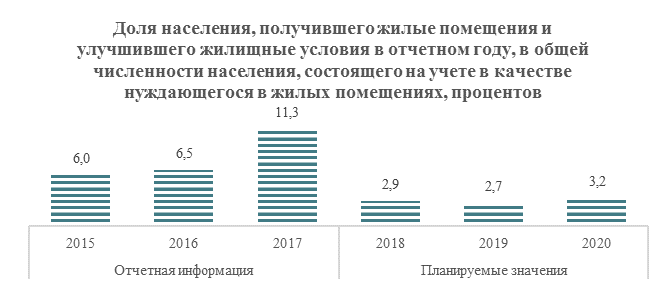 Доля населения, получившего жилые помещения и
улучшившего жилищные условия в отчетном году, в общей
численности населения, состоящего на учете в качестве
нуждающегося в жилых помещениях, процентов
11,3
6,0
6,5
2,9
2,7
3,2
2015
2016
2017
2018
2019
2020
Отчетная информация
Планируемые значения